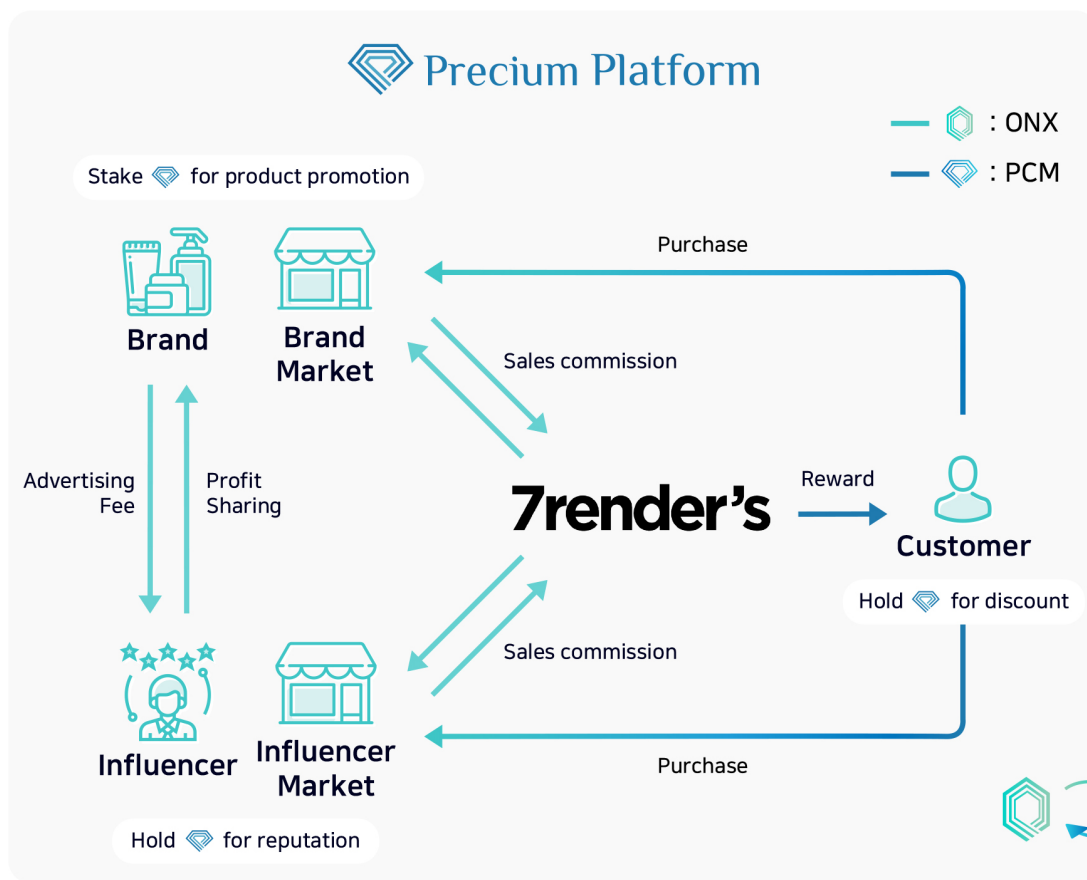 Precium Platform
: ONX
: PCM
Stake for product promotion
Purchase
Brand
Brand
Market
Sales commission
Advertising
Fee
Profit
Sharing
7render's
Reward
Customer
Hold for discount
Sales commission
Influencer
Influencer
Market
Purchase
Hold for reputation